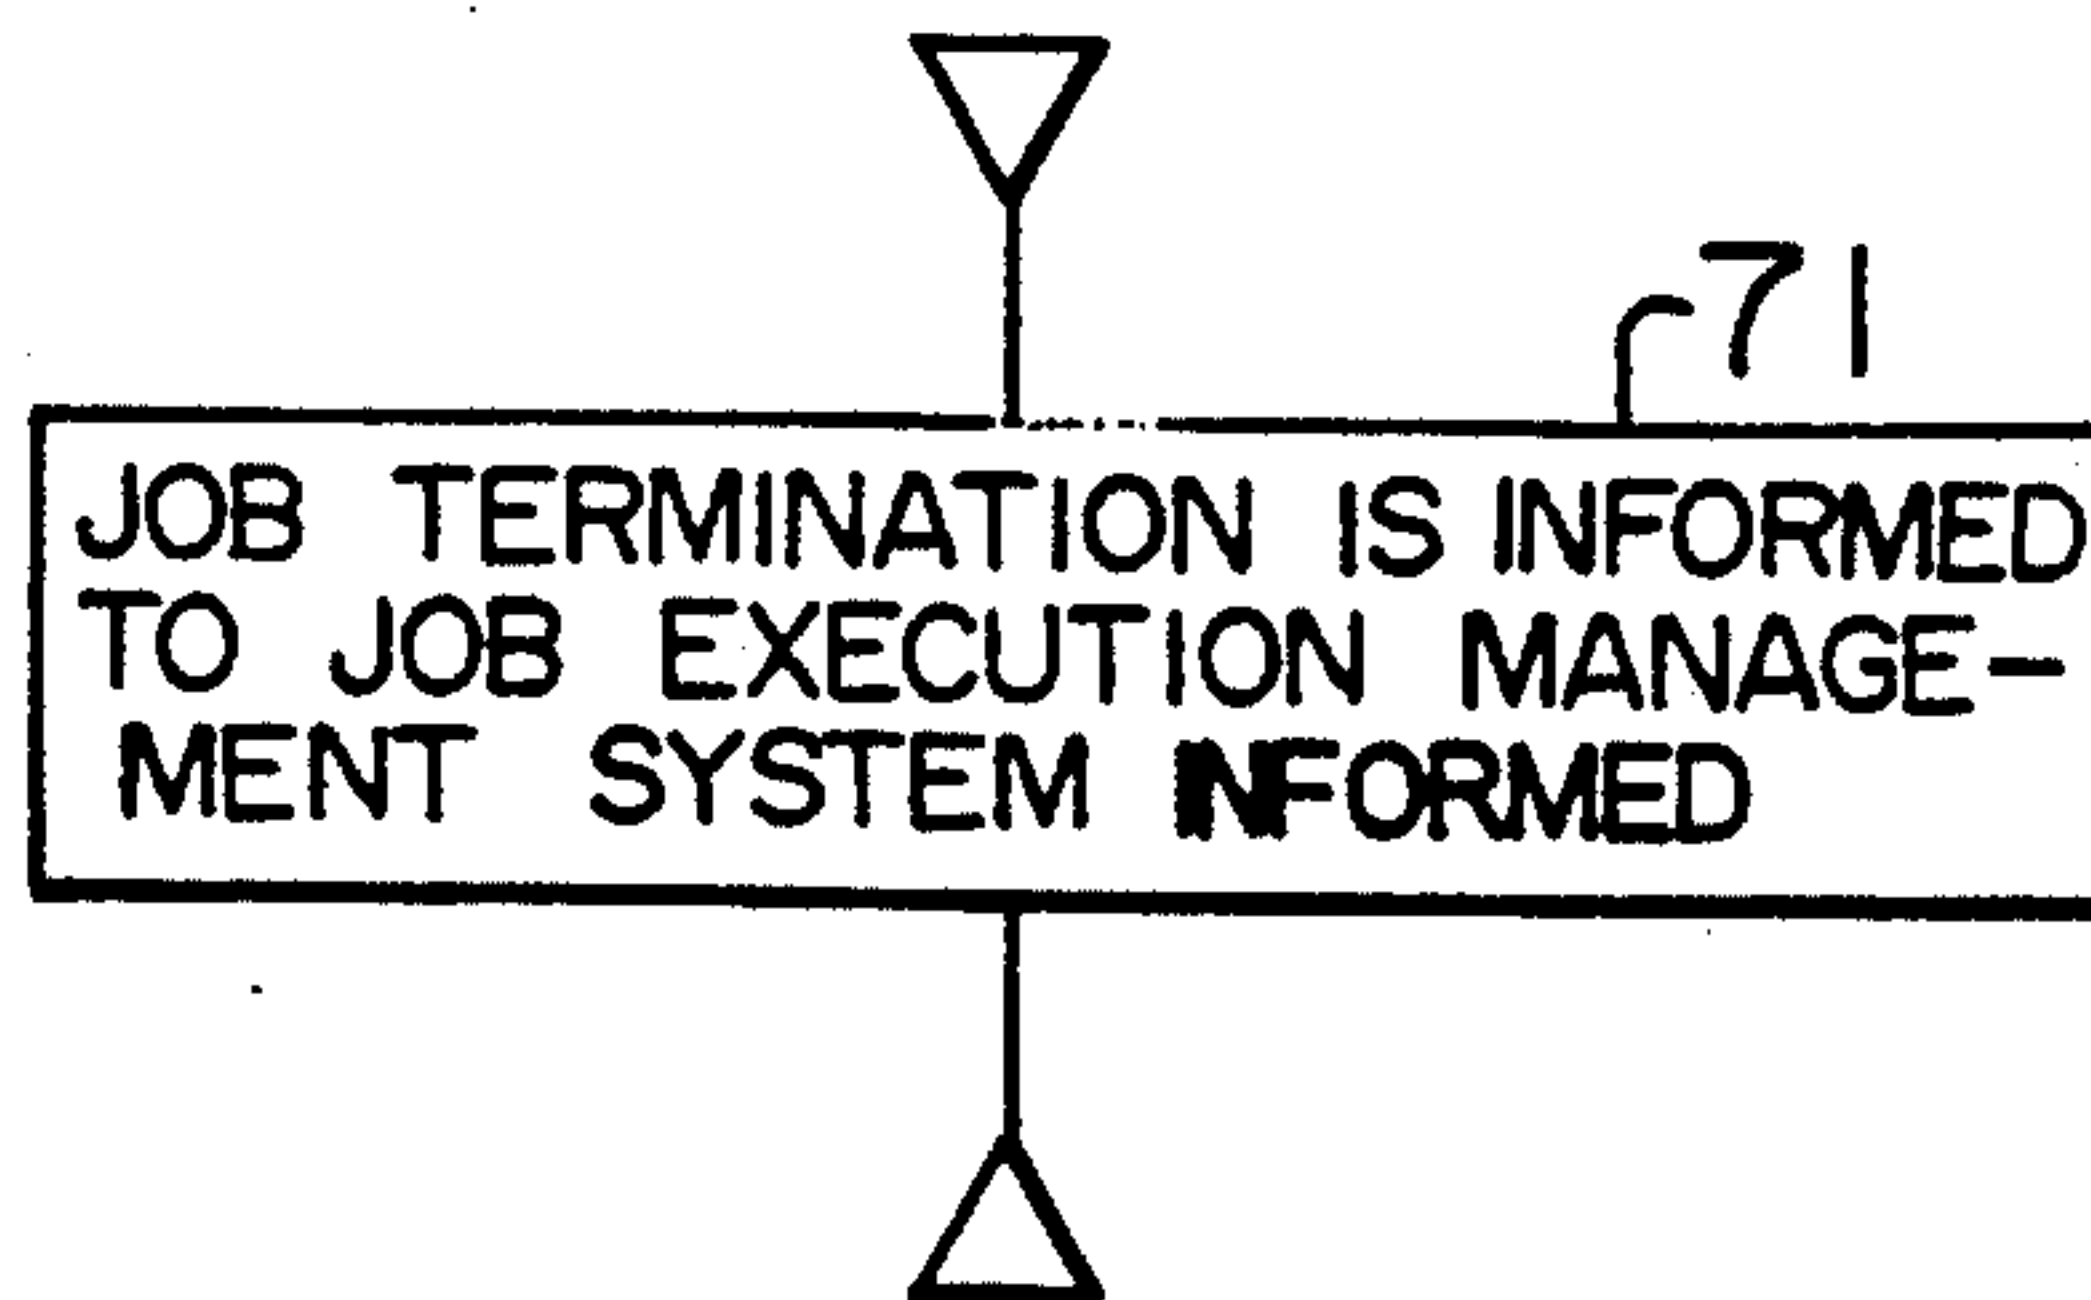 71
JOB TERMINATION IS INFORMED
TO JOB EXECUTION MANAGE-
MENT SYSTEM INFORMED